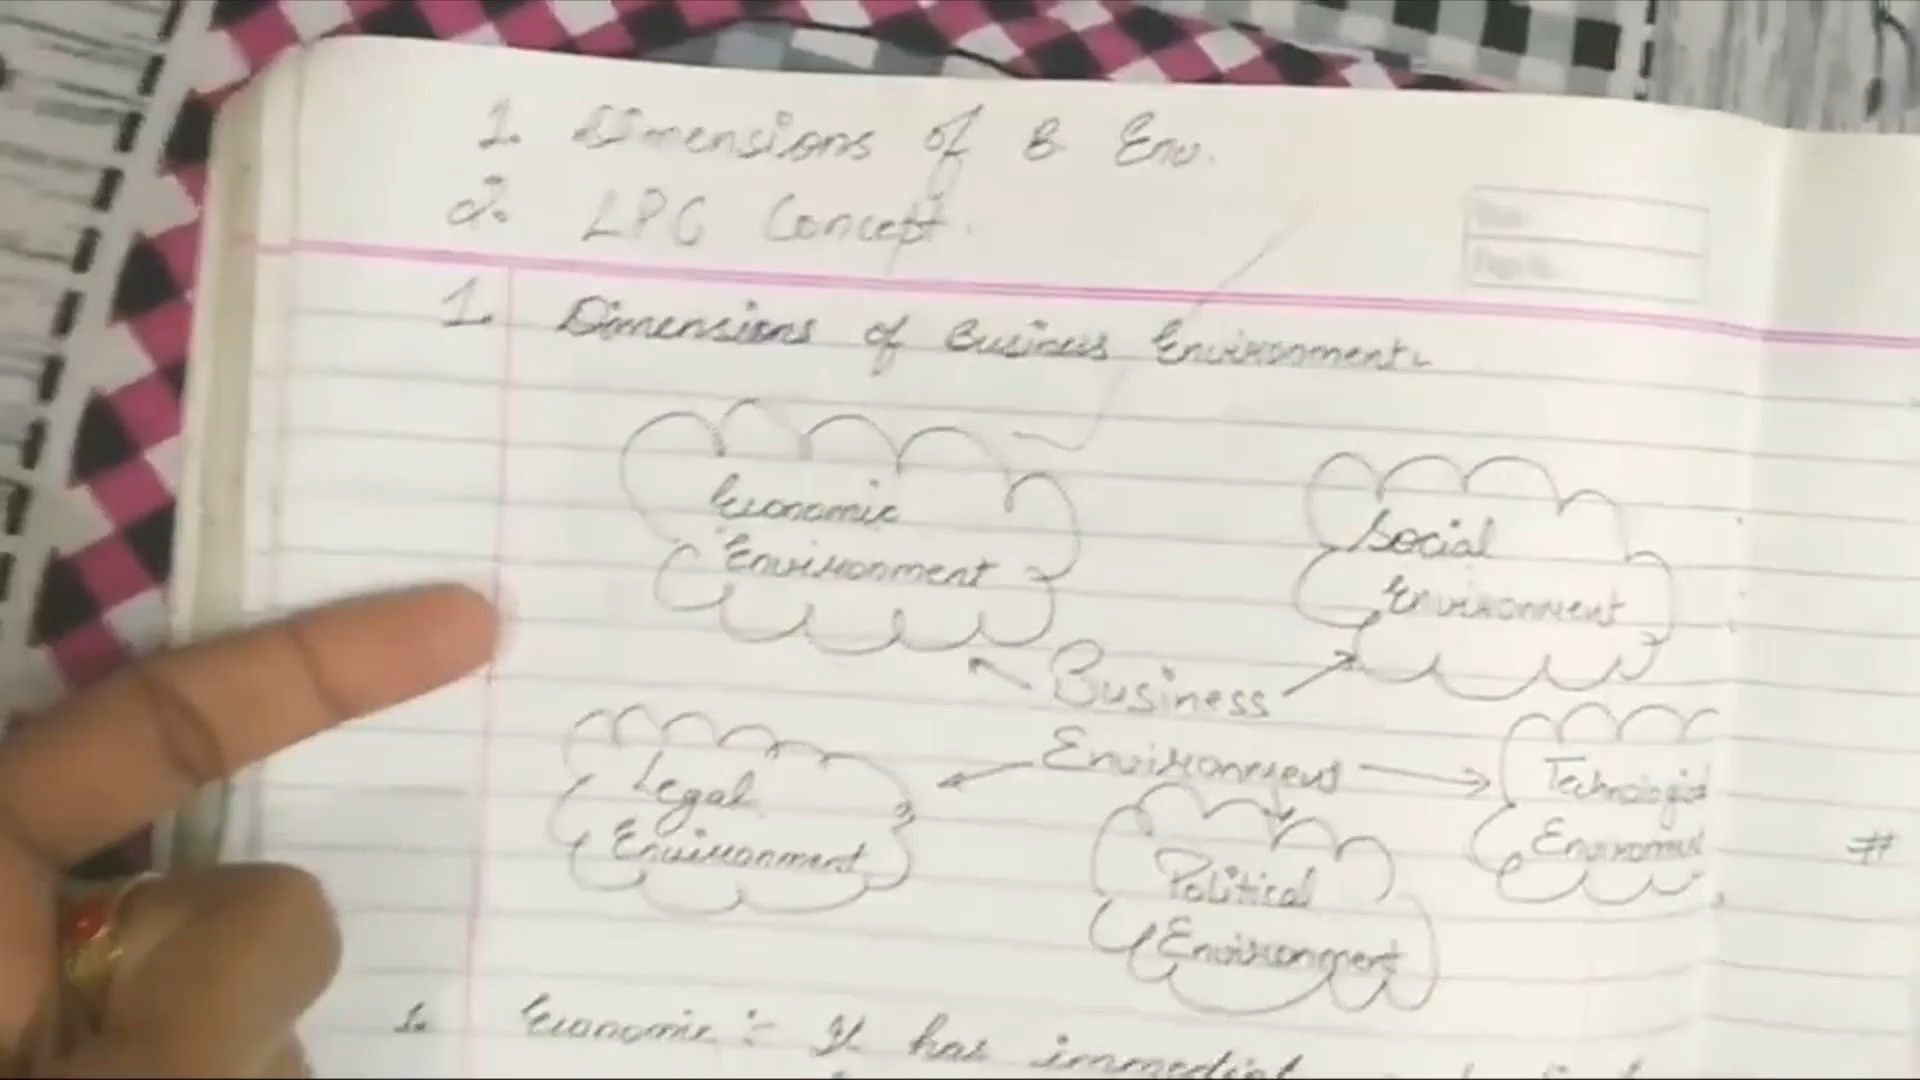 1. Dimensions of B Env.
2. LPG Concept.
1. Dimensions of Business Environment
Economic
Environment
Social
Environment
Business
Environment
Legal
Environment
Technological
Political
Environment
#
1. Economic :- It has